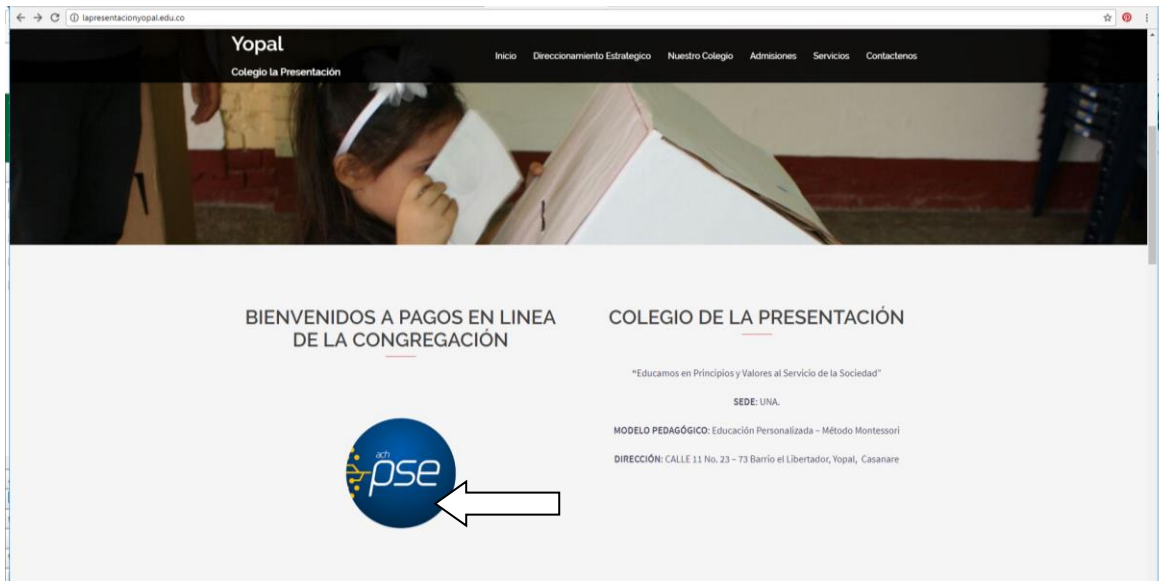 lapresentacionyopal.edu.co
Yopal
Colegio la Presentación
Inicio Direccionamiento Estrategico Nuestro Colegio Admisiones Servicios Contactenos
BIENVENIDOS A PAGOS EN LINEA
DE LA CONGREGACIÓN
ach
pse
COLEGIO DE LA PRESENTACIÓN
“Educamos en Principios y Valores al Servicio de la Sociedad”
SEDE: UNA.
MODELO PEDAGÓGICO: Educación Personalizada – Método Montessori
DIRECCIÓN: CALLE 11 No. 23 – 73 Barrio el Libertador, Yopal, Casanare